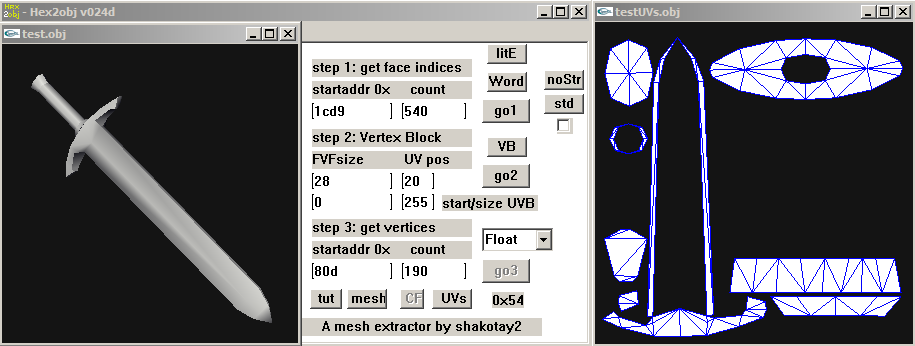 Hex
2obj - Hex2obj v024d
test.obj
testUVs.obj
litE
step 1: get face indices
Word
noStr
startaddr 0x count
std
[1cd9 ] [540 ]
go1
step 2: Vertex Block
VB
FVFsize UV pos
go2
[28 ] [20 ]
[0 ] [255 ] start/size UVB
step 3: get vertices
Float
startaddr 0x count
[80d ] [190 ]
go3
tut mesh CF UVs 0x54
A mesh extractor by shakotay2